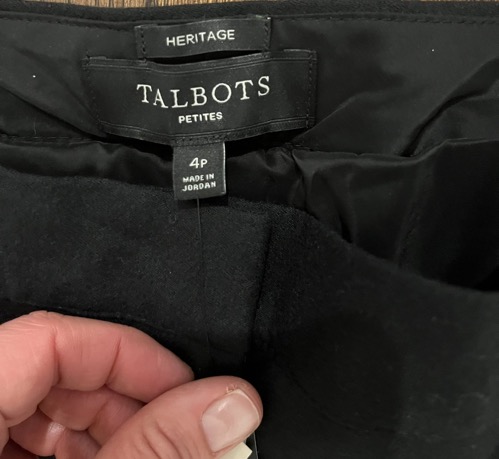 HERITAGE
TALBOTS
PETITES
4P
MADE IN
JORDAN